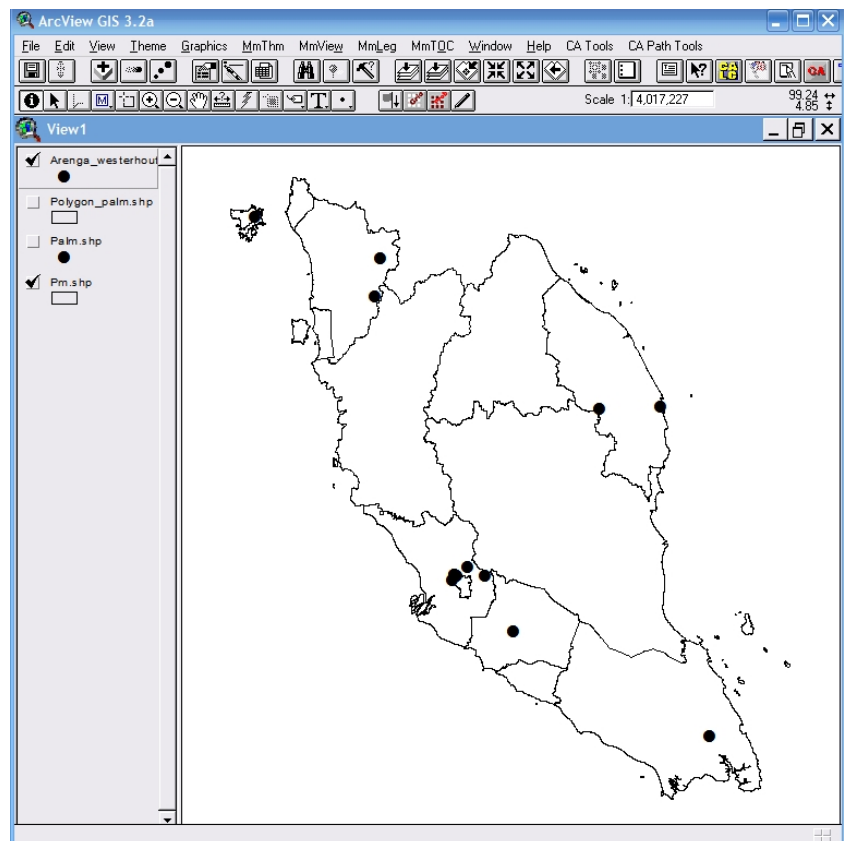 ArcView GIS 3.2a
File Edit View Theme Graphics MmThm MmView MmLeg MmTOC Window Help CA Tools CA Path Tools
R CA
M T Scale 1: 4,017,227 99.24
4.85
View1
Arenga_westerhout
Polygon_palm.shp
Palm.shp
Pm.shp